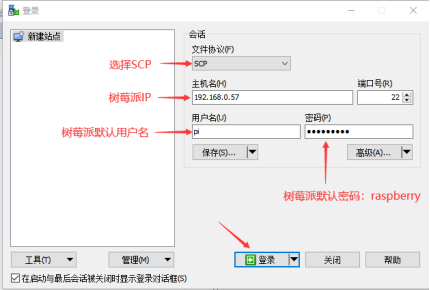 登录
新建站点
会话
文件协议(F)
选择SCP
SCP
主机名(H)
端口号(R)
树莓派IP
192.168.0.57
22
用户名(U)
密码(P)
树莓派默认用户名
pi
保存(S)...
高级(A)...
树莓派默认密码：raspberry
工具(T)
管理(M)
登录
关闭
帮助
在启动与最后会话被关闭时显示登录对话框(S)